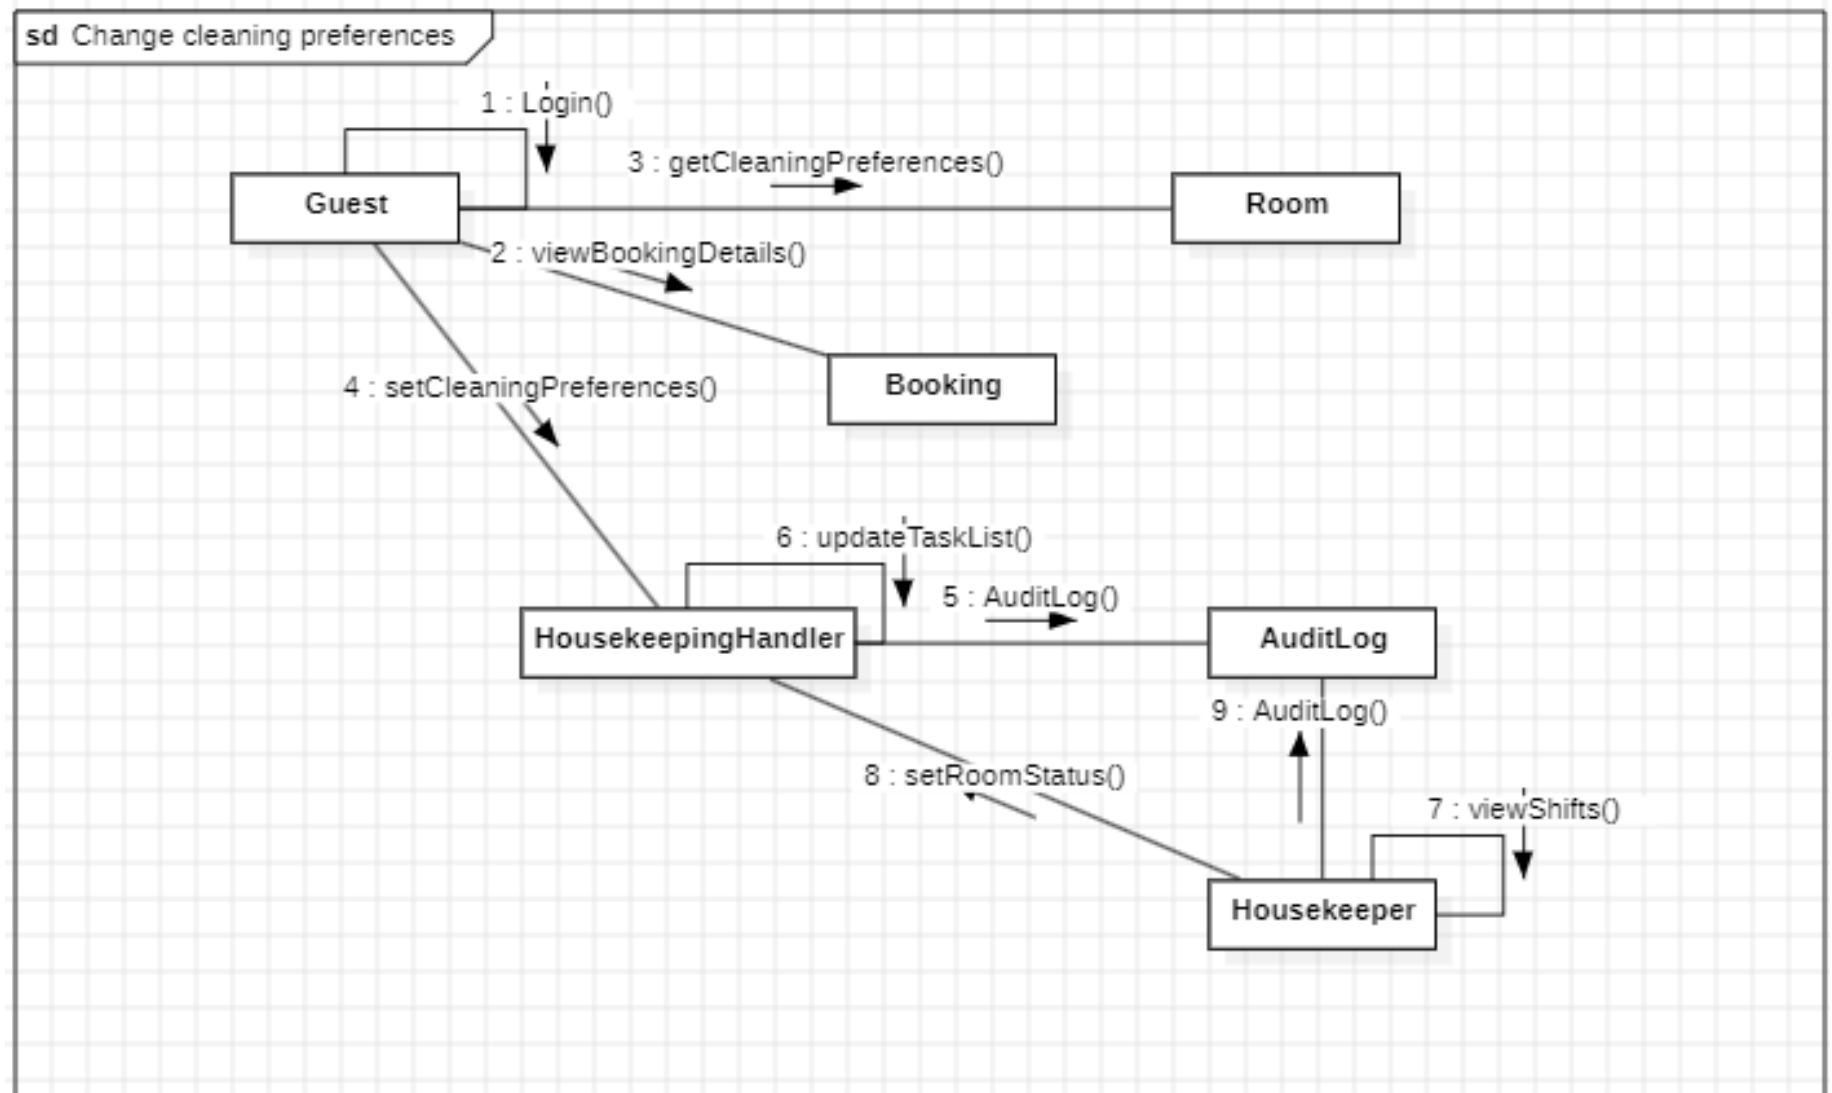 sd Change cleaning preferences
1 : Login()
3 : getCleaningPreferences()
Guest
Room
2 : viewBookingDetails()
4 : setCleaningPreferences()
Booking
6 : updateTaskList()
5 : AuditLog()
HousekeepingHandler
AuditLog
9 : AuditLog()
8 : setRoomStatus()
7 : viewShifts()
Housekeeper